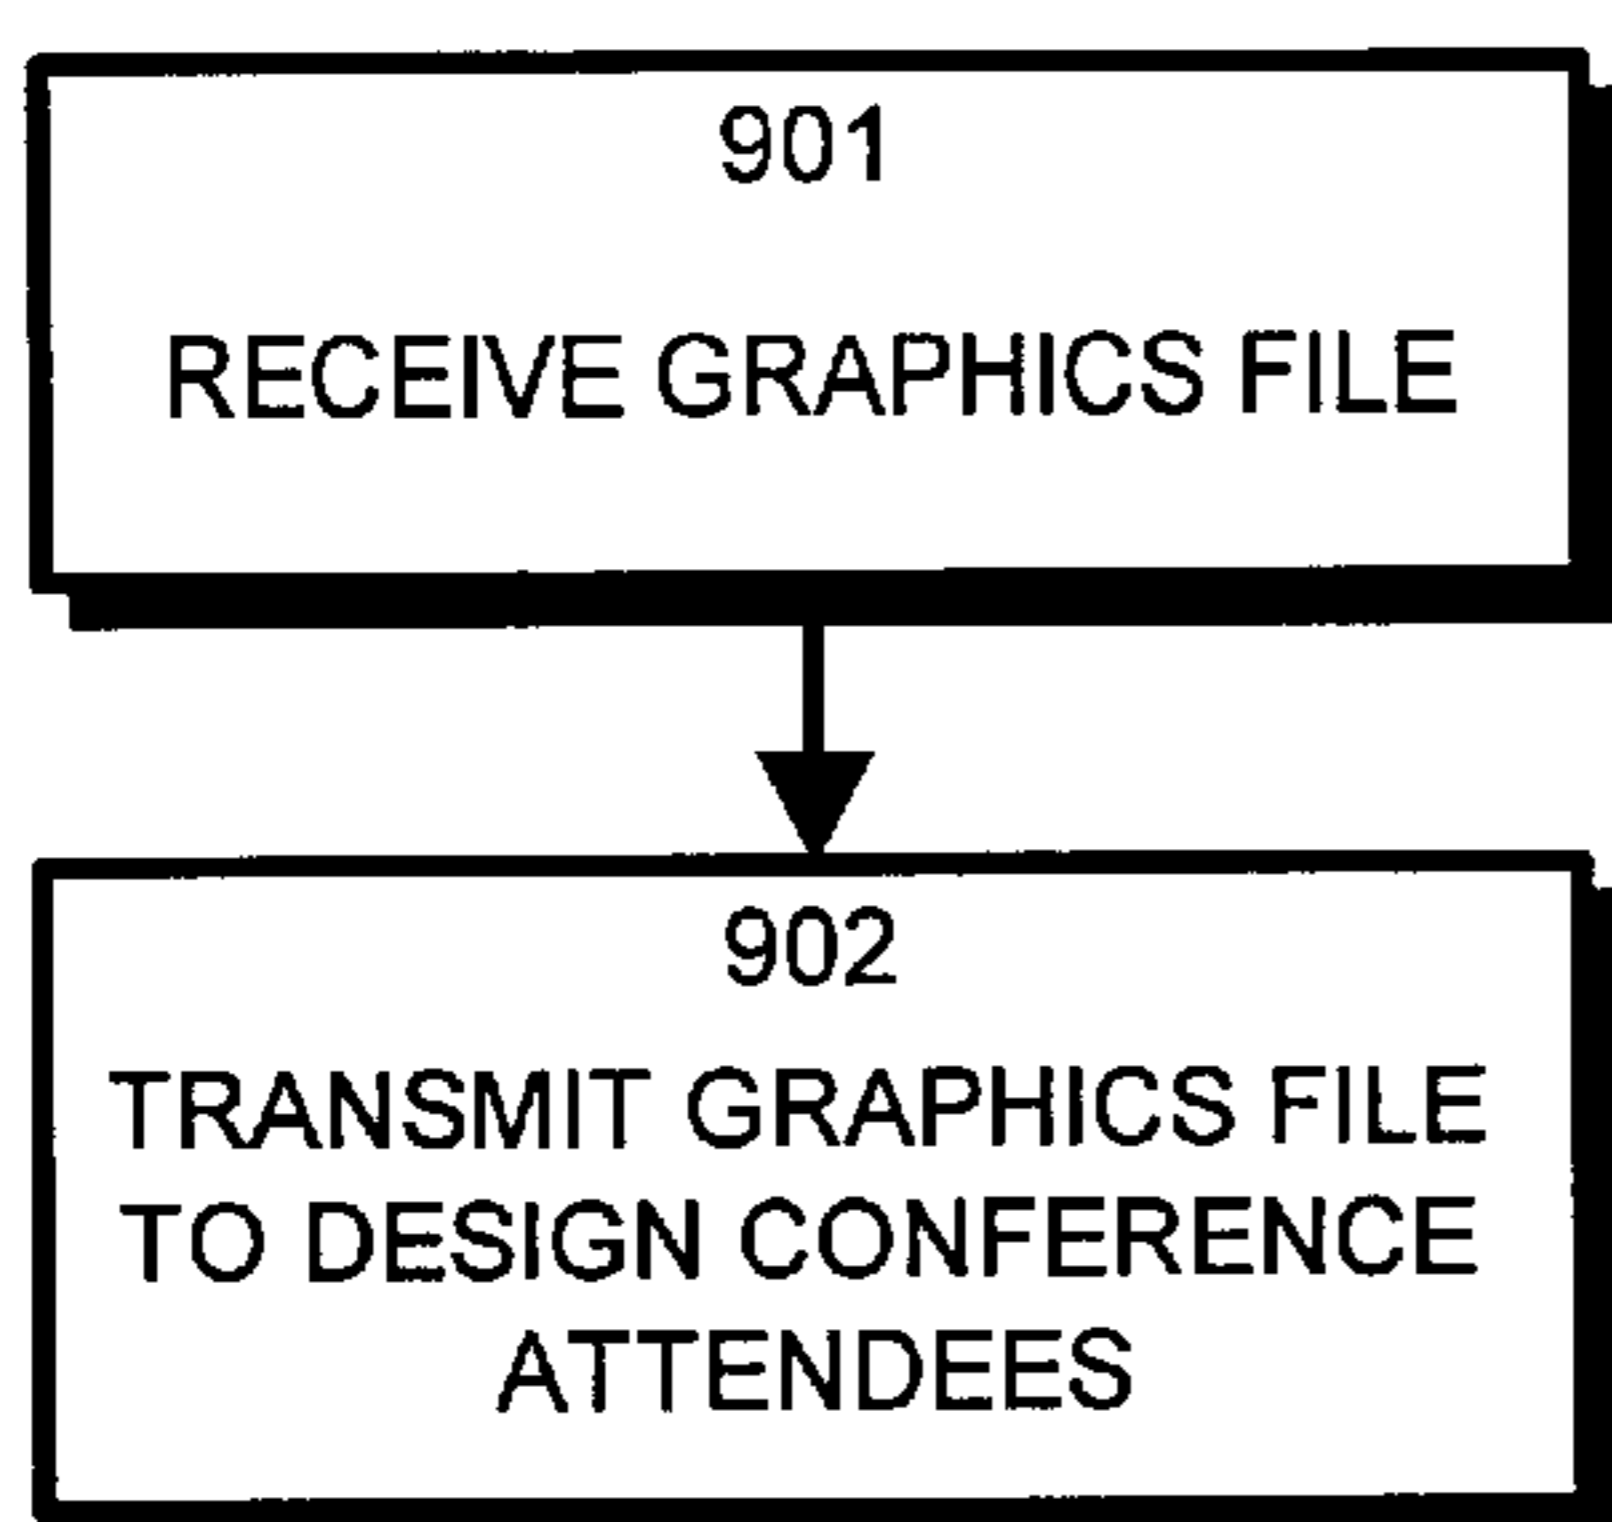 901
RECEIVE GRAPHICS FILE
902
TRANSMIT GRAPHICS FILE
TO DESIGN CONFERENCE
ATTENDEES